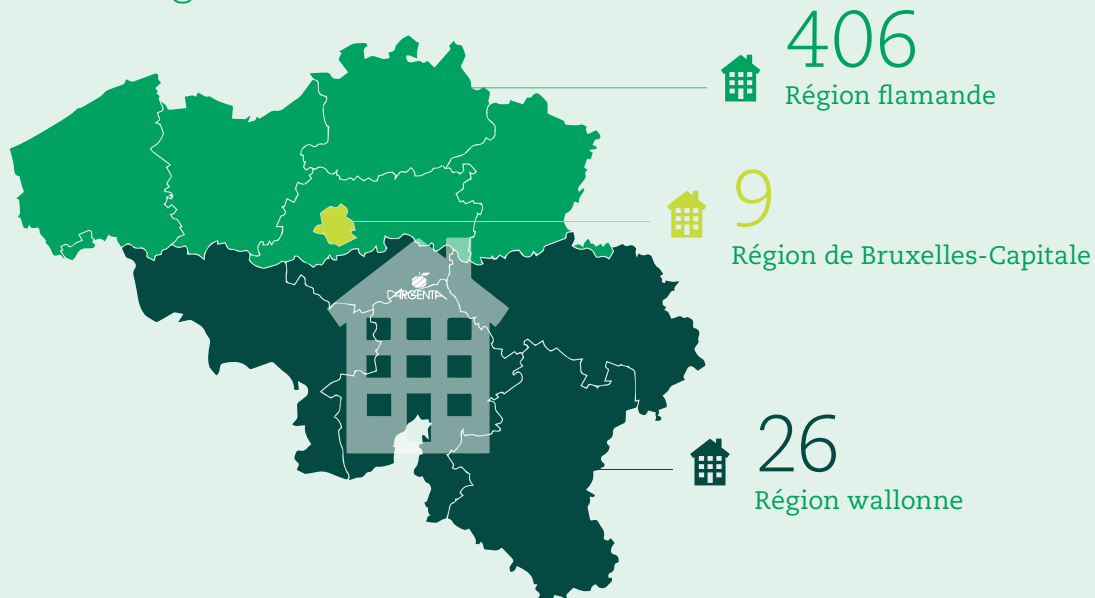 406
Région flamande
9
Région de Bruxelles-Capitale
ARGENTA
26
Région wallonne